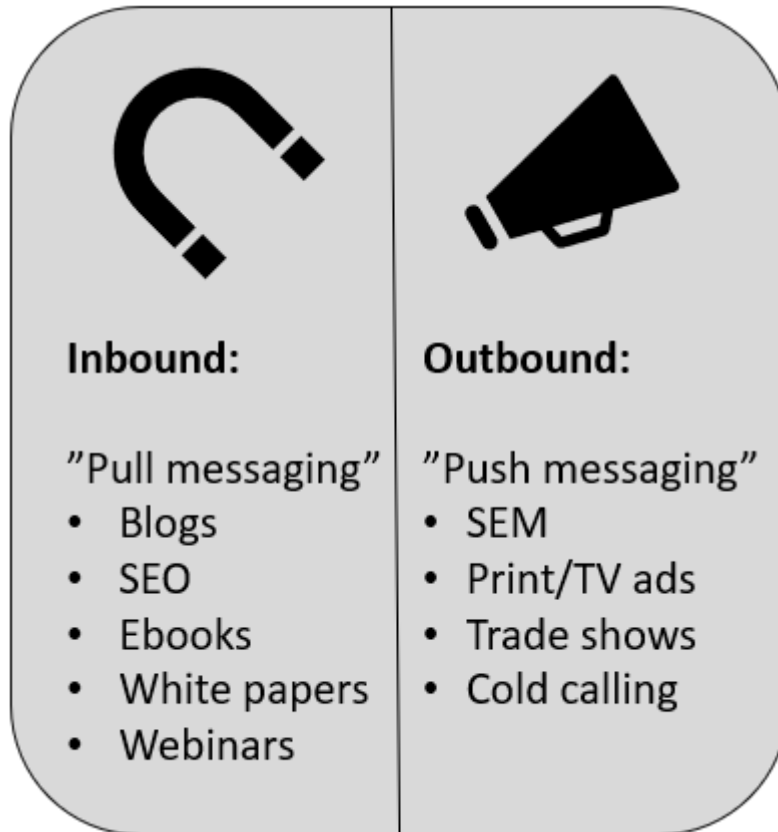 Inbound:
”Pull messaging”
• Blogs
• SEO
• Ebooks
• White papers
• Webinars
Outbound:
”Push messaging”
• SEM
• Print/TV ads
• Trade shows
• Cold calling